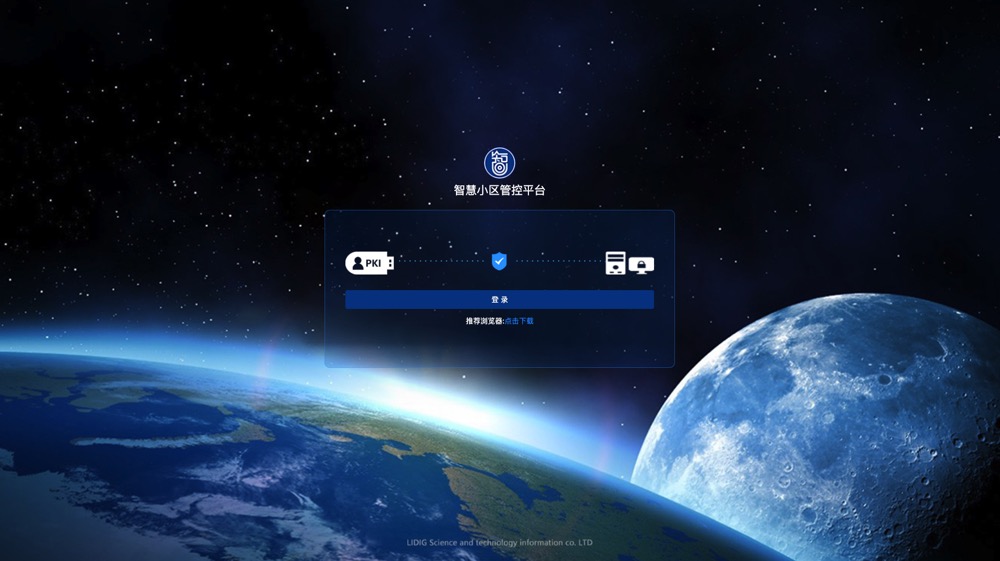 智慧小区管控平台
PKI
登 录
推荐浏览器:点击下载
LIDIG Science and technology information co. LTD